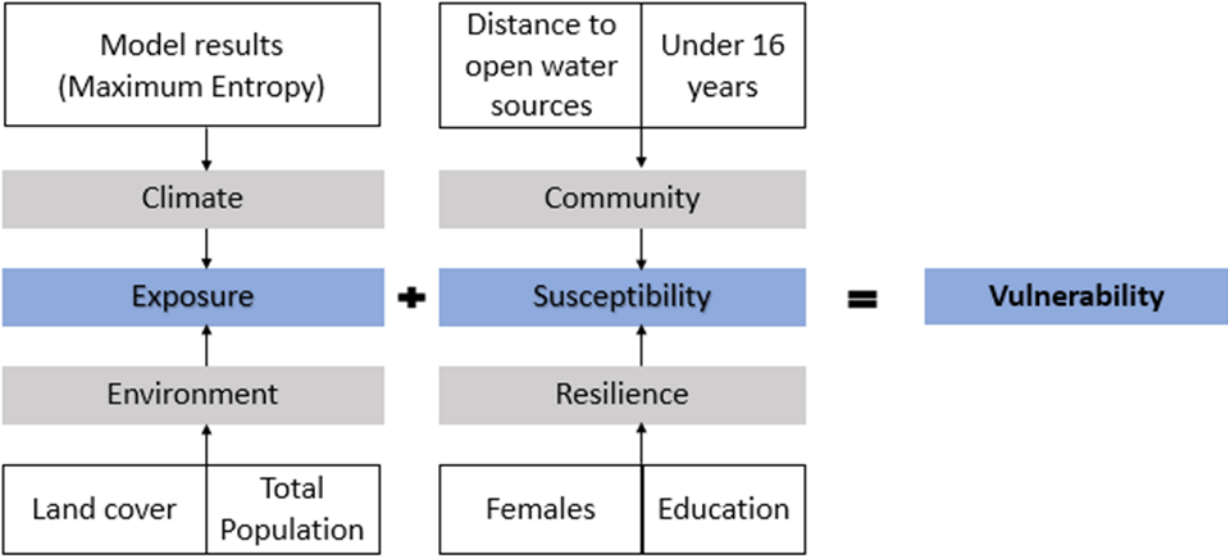 Model results
(Maximum Entropy)
Distance to
open water
sources
Under 16
years
Climate
Community
Exposure
+
Susceptibility
=
Vulnerability
Environment
Resilience
Land cover
Total
Population
Females
Education